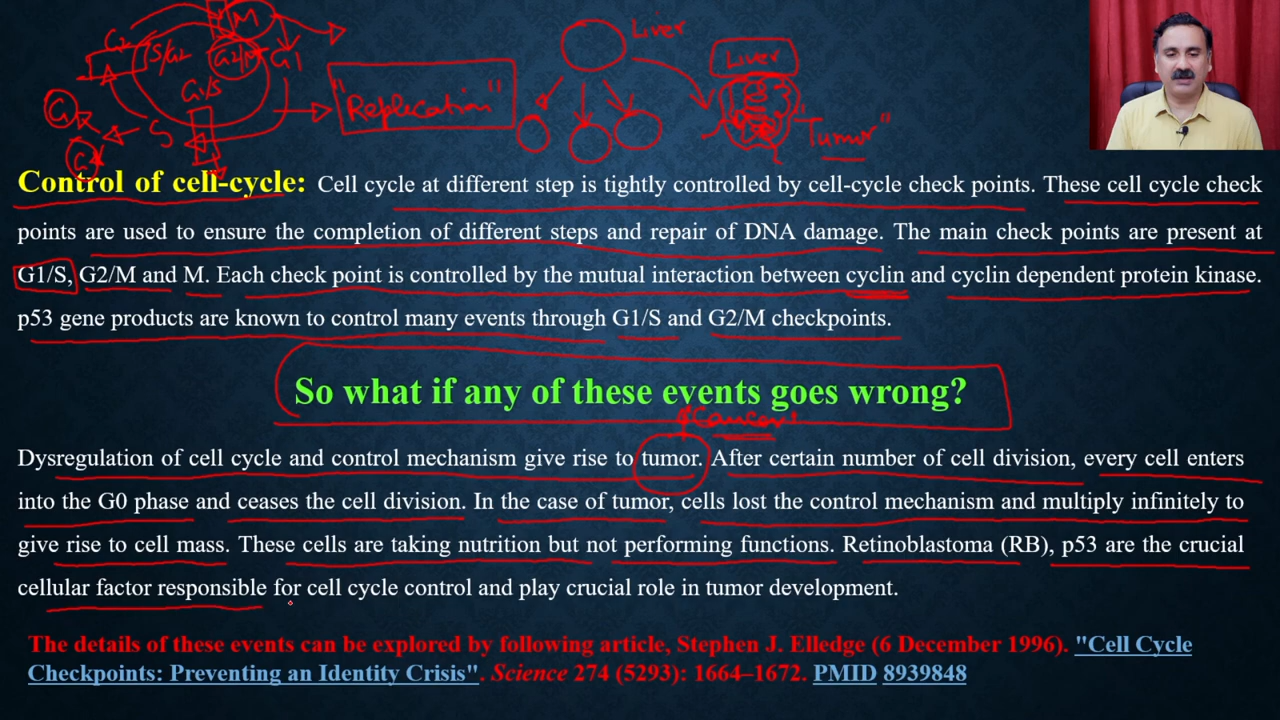 M
G2
S/G2
G2/M
G1
G1/S
S
G
G
"Replication"
Liver
Liver
"Tumor"
Control of cell-cycle: Cell cycle at different step is tightly controlled by cell-cycle check points. These cell cycle check
points are used to ensure the completion of different steps and repair of DNA damage. The main check points are present at
G1/S, G2/M and M. Each check point is controlled by the mutual interaction between cyclin and cyclin dependent protein kinase.
p53 gene products are known to control many events through G1/S and G2/M checkpoints.
So what if any of these events goes wrong?
Cancer
Dysregulation of cell cycle and control mechanism give rise to tumor. After certain number of cell division, every cell enters
into the G0 phase and ceases the cell division. In the case of tumor, cells lost the control mechanism and multiply infinitely to
give rise to cell mass. These cells are taking nutrition but not performing functions. Retinoblastoma (RB), p53 are the crucial
cellular factor responsible for cell cycle control and play crucial role in tumor development.
The details of these events can be explored by following article, Stephen J. Elledge (6 December 1996). "Cell Cycle
Checkpoints: Preventing an Identity Crisis". Science 274 (5293): 1664–1672. PMID 8939848